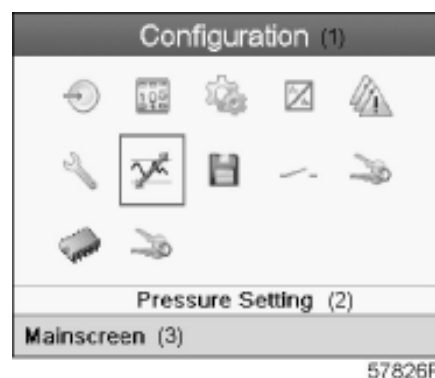 Configuration (1)
Pressure Setting (2)
Mainscreen (3)
57826F